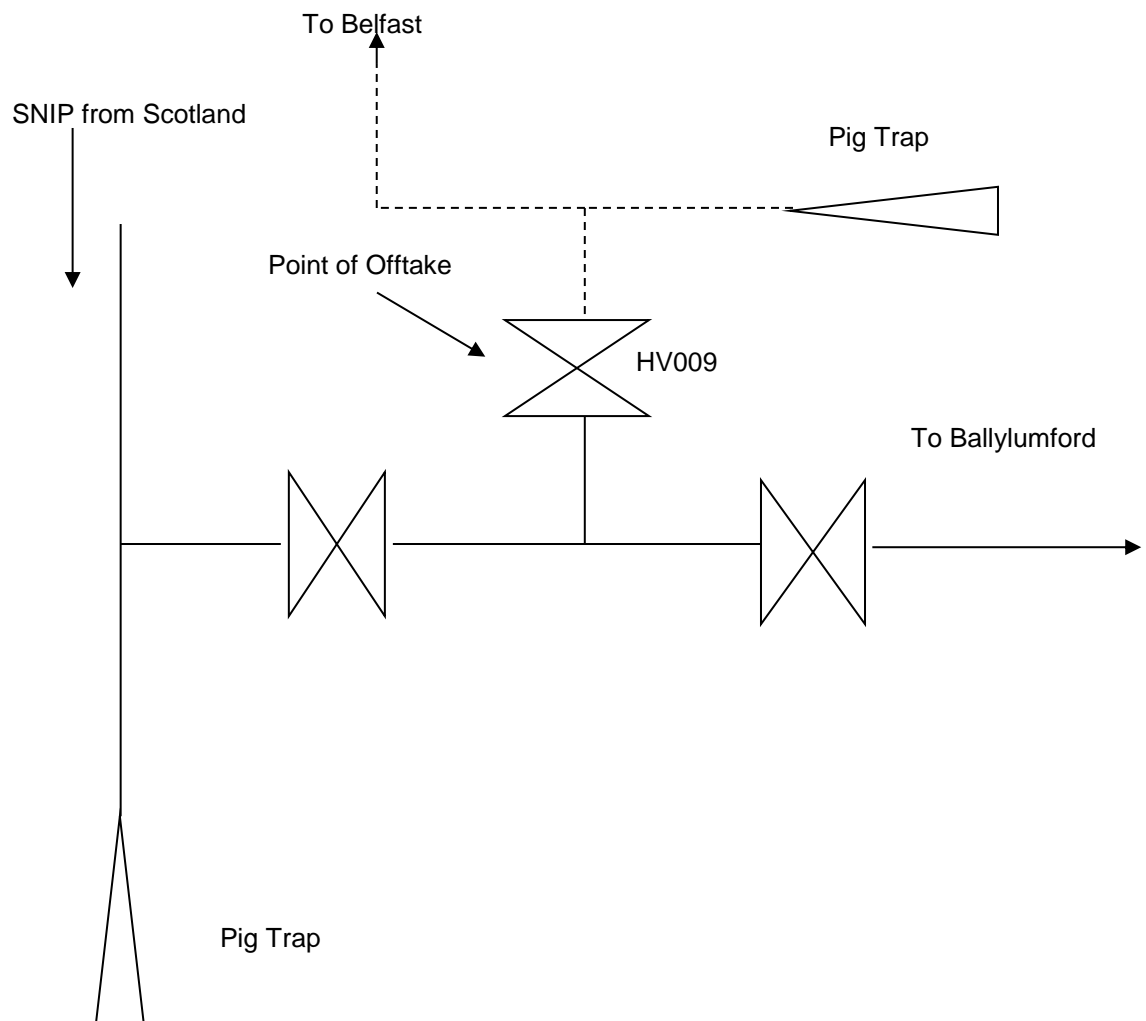 To Belfast
SNIP from Scotland
Pig Trap
Point of Offtake
HV009
To Ballylumford
Pig Trap